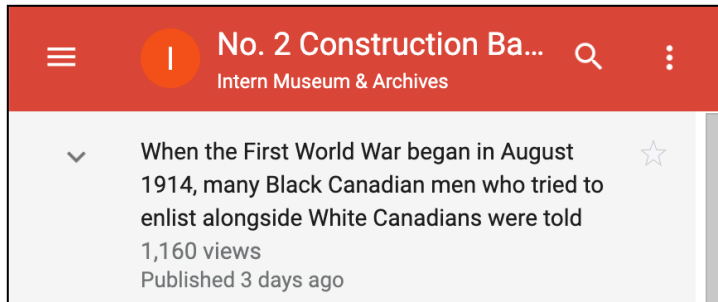 I
No. 2 Construction Ba...
Intern Museum & Archives
When the First World War began in August
1914, many Black Canadian men who tried to
enlist alongside White Canadians were told
1,160 views
Published 3 days ago